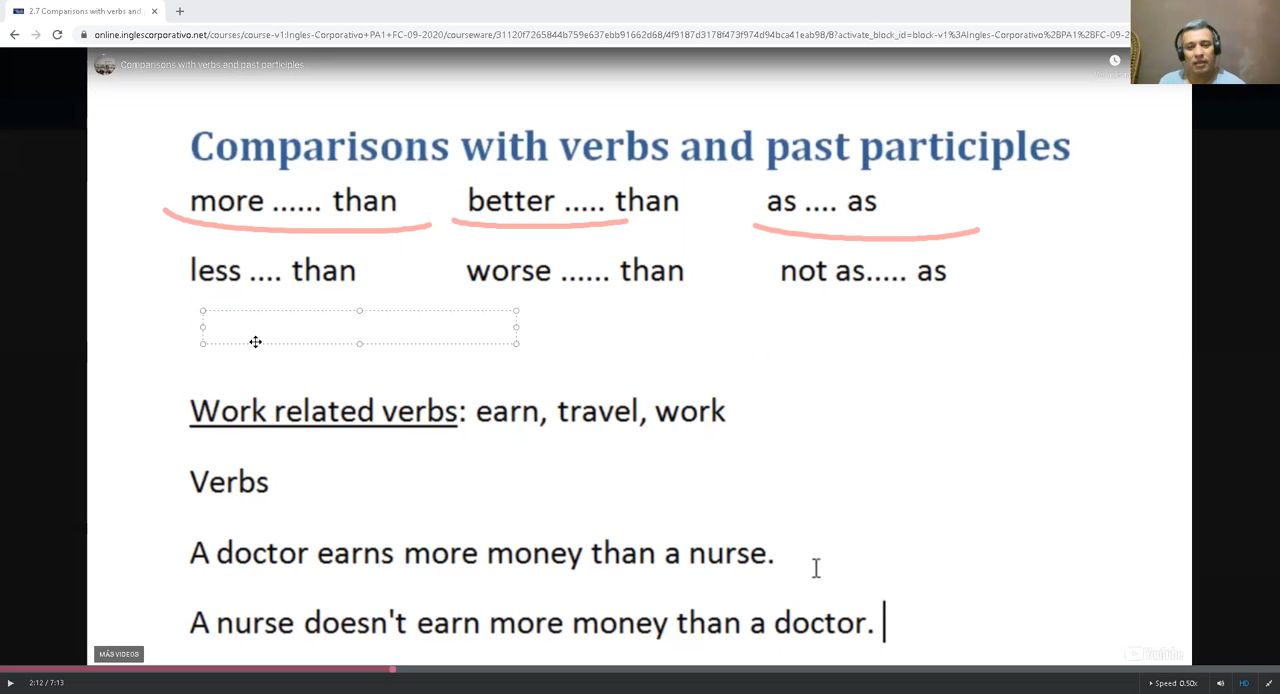 2.7 Comparisons with verbs and
online.inglescorporativo.net/courses/course-v1:Ingles-Corporativo+PA1+FC-09-2020/courseware/31120f7265844b759e637ebb91662d68/4f9187d3178f473f974d94bca41eab98/8?activate_block_id=block-v1%3AIngles-Corporativo%2BPA1%2BFC-09-2
Comparisons with verbs and past participles
Comparisons with verbs and past participles
more ...... than better ..... than as .... as
less .... than worse ...... than not as..... as
Work related verbs: earn, travel, work
Verbs
A doctor earns more money than a nurse.
A nurse doesn't earn more money than a doctor.
MÁS VIDEOS
YouTube
2:12 / 7:13 Speed 0.50x HD